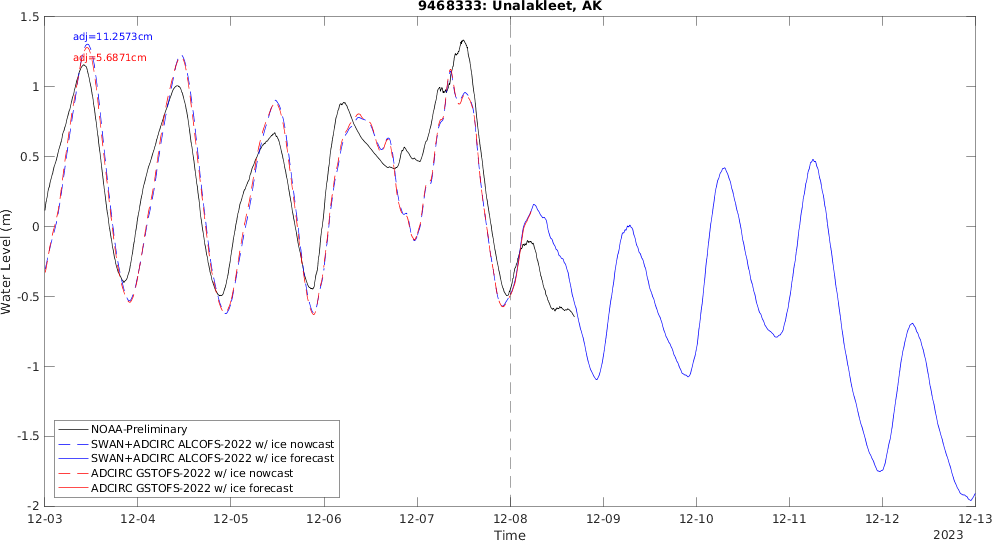 9468333: Unalakleet, AK
1.5
adj=11.2573cm
adj=5.6871cm
1
0.5
0
-0.5
-1
-1.5
-2
Water Level (m)
NOAA-Preliminary
SWAN+ADCIRC ALCOFS-2022 w/ ice nowcast
SWAN+ADCIRC ALCOFS-2022 w/ ice forecast
ADCIRC GSTOFS-2022 w/ ice nowcast
ADCIRC GSTOFS-2022 w/ ice forecast
12-03 12-04 12-05 12-06 12-07 12-08 12-09 12-10 12-11 12-12 12-13
Time
2023